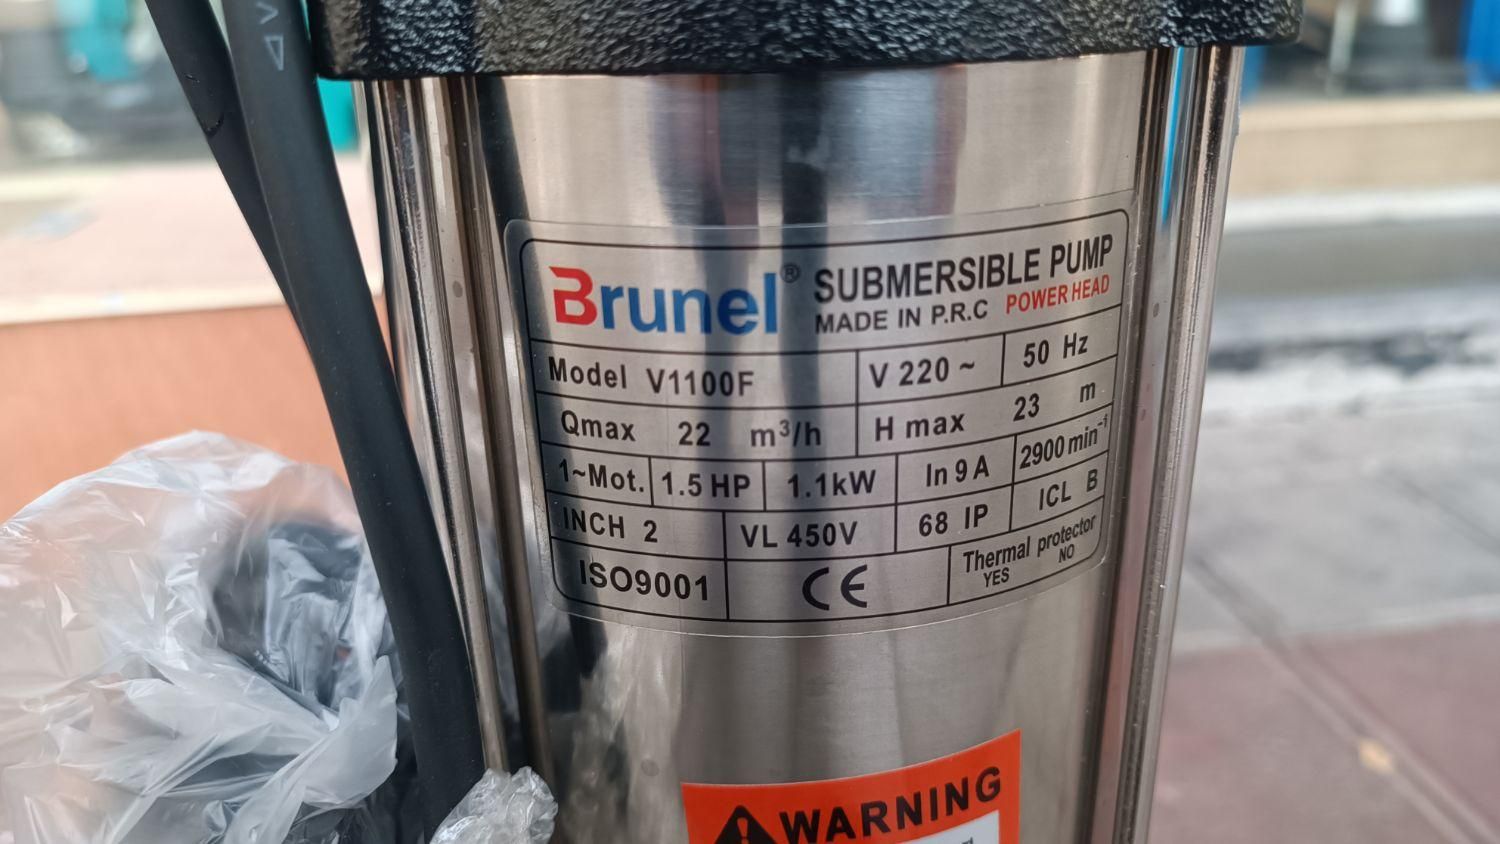 Brunel® SUBMERSIBLE PUMP
MADE IN P.R.C POWER HEAD
Model V1100F V 220 ~ 50 Hz
Qmax 22 m³/h H max 23 m
1~Mot. 1.5 HP 1.1kW In 9 A 2900 min⁻¹
INCH 2 VL 450V 68 IP ICL B
ISO9001 CE Thermal protector
YES NO
WARNING